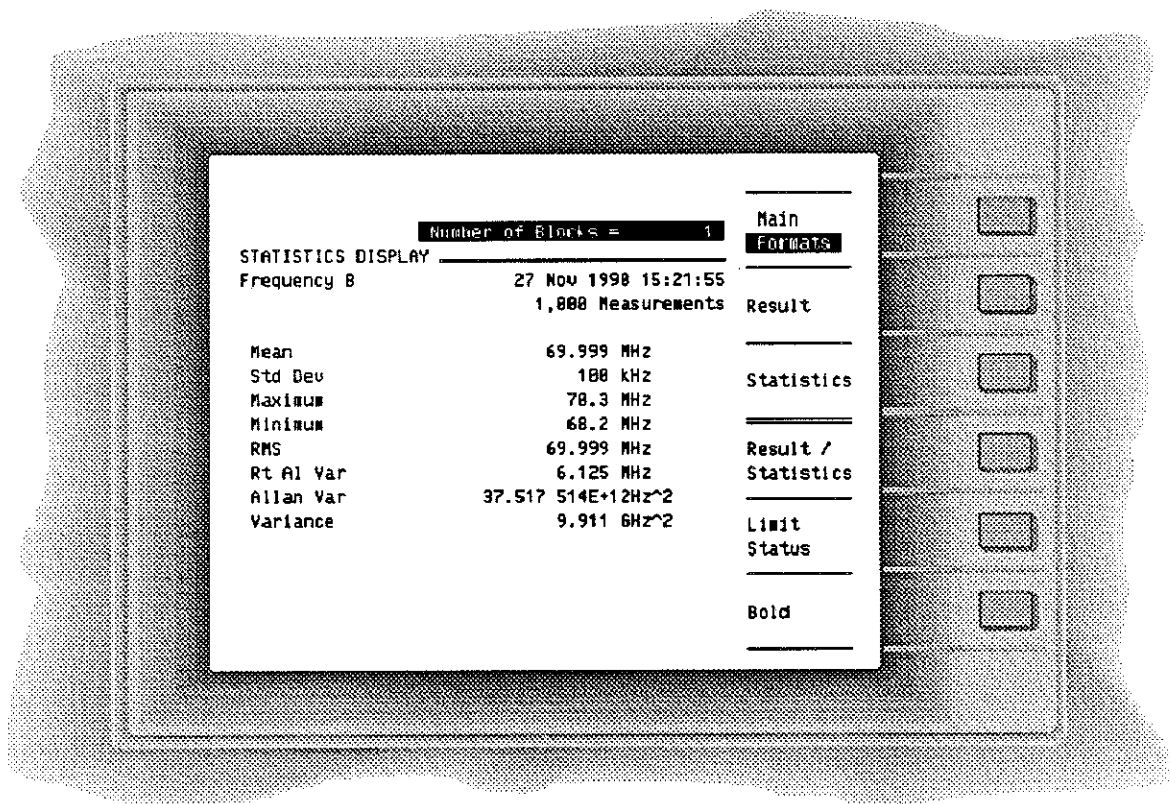 Number of Blocks = 1
STATISTICS DISPLAY
Frequency B 27 Nov 1990 15:21:55
1,000 Measurements
Mean 69.999 MHz
Std Dev 100 kHz
Maximum 70.3 MHz
Minimum 68.2 MHz
RMS 69.999 MHz
Rt Al Var 6.125 MHz
Allan Var 37.517 514E+12Hz^2
Variance 9.911 GHz^2
Main
Formats
Result
Statistics
Result /
Statistics
Limit
Status
Bold